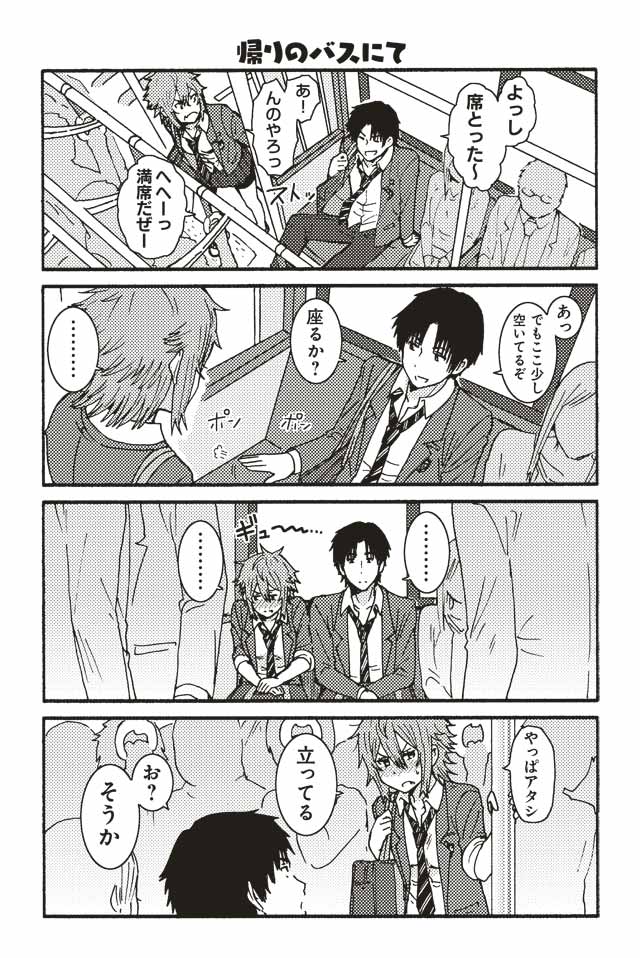 帰りのバスにて
よっし
席とった〜
あ!
んのやろっ
ストッ
へへーっ
満席だぜー
あっ
でもここ少し
空いてるぞ
座るか?
ポン
ポン
………
………
ギュ〜〜…
………
やっぱアタシ
立ってる
お?
そうか